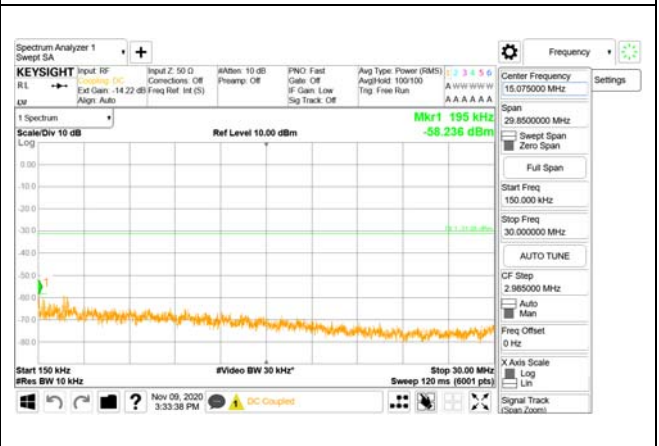 Spectrum Analyzer 1
Swept SA
+
Frequency
KEYSIGHT
RL
Input: RF
Coupling: DC
Ext Gain: -14.22 dB
Align: Auto
Input Z: 50 Ω
Corrections: Off
Freq Ref: Int (S)
#Atten: 10 dB
Preamp: Off
PNO: Fast
Gate: Off
IF Gain: Low
Sig Track: Off
Avg Type: Power (RMS)
Avg|Hold: 100/100
Trig: Free Run
1 2 3 4 5 6
A W W W W W
A A A A A A
Center Frequency
15.075000 MHz
Settings
1 Spectrum
Mkr1 195 kHz
Scale/Div 10 dB
Ref Level 10.00 dBm
-58.236 dBm
Log
0.00
-10.0
-20.0
-30.0
-40.0
-50.0
-60.0
-70.0
-80.0
1
Span
29.8500000 MHz
Swept Span
Zero Span
Full Span
Start Freq
150.000 kHz
Stop Freq
30.000000 MHz
AUTO TUNE
CF Step
2.985000 MHz
Auto
Man
Freq Offset
0 Hz
X Axis Scale
Log
Lin
Signal Track
(Span Zoom)
Start 150 kHz
#Video BW 30 kHz*
Stop 30.00 MHz
#Res BW 10 kHz
Sweep 120 ms (6001 pts)
?
Nov 09, 2020
3:33:38 PM
1
DC Coupled